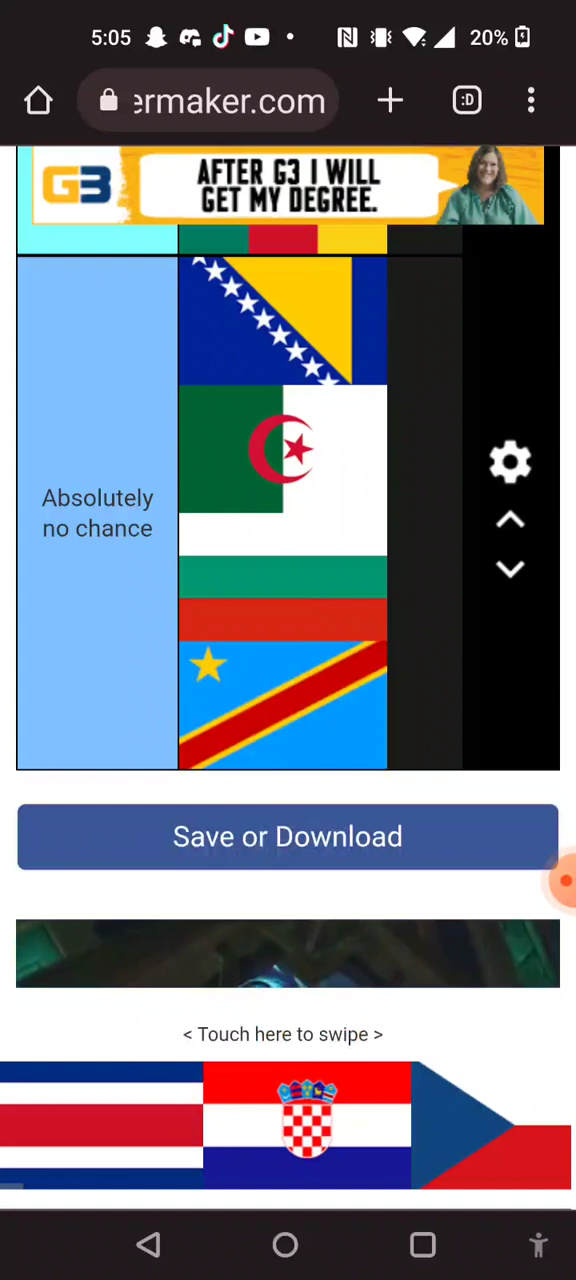 5:05
20%
ermaker.com
:D
G3
AFTER G3 I WILL
GET MY DEGREE.
Absolutely
no chance
Save or Download
< Touch here to swipe >